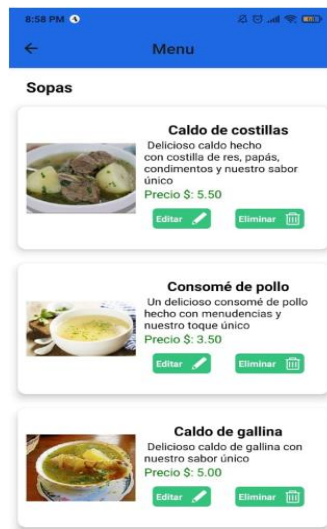 8:58 PM
Menu
Sopas
Caldo de costillas
Delicioso caldo hecho
con costilla de res, papás,
condimentos y nuestro sabor
único
Precio $: 5.50
Editar
Eliminar
Consomé de pollo
Un delicioso consomé de pollo
hecho con menudencias y
nuestro toque único
Precio $: 3.50
Editar
Eliminar
Caldo de gallina
Delicioso caldo de gallina con
nuestro sabor único
Precio $: 5.00
Editar
Eliminar